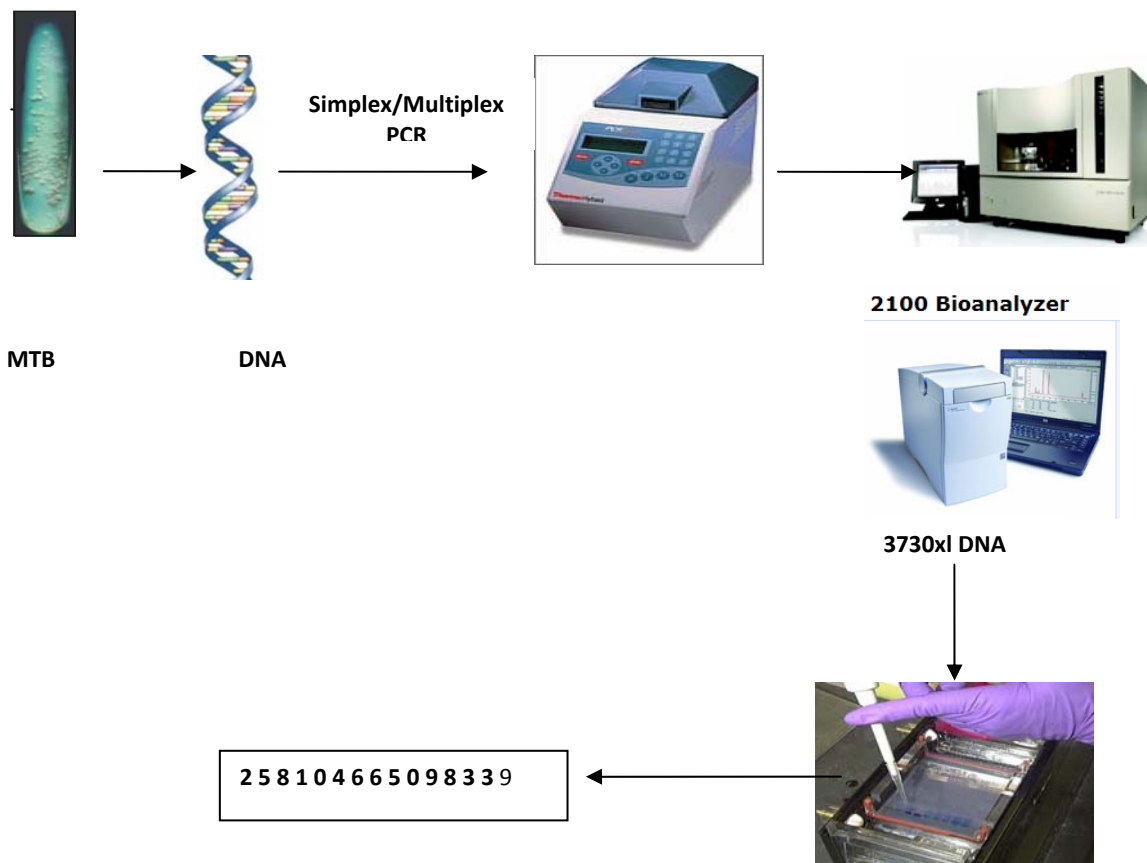 Simplex/Multiplex
PCR
2100 Bioanalyzer
MTB
DNA
3730xl DNA
2 5 8 1 0 4 6 6 5 0 9 8 3 3 9